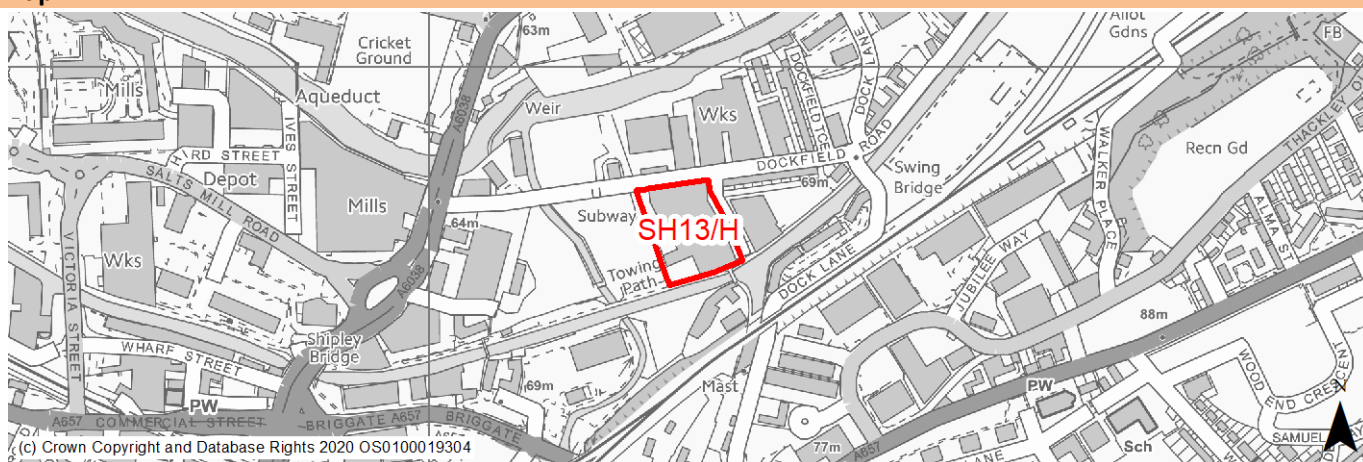 Cricket
Ground
63m
Allot
Gdns
FB
Mills
Aqueduct
IVES STREET
A6038
Weir
Wks
DOCKFIELD TCE
DOCK LANE
DOCKFIELD ROAD
69m
Swing
Bridge
WALKER PLACE
Recn Gd
RD STREET
Depot
SALTS MILL ROAD
Mills
64m
Subway
SH13/H
Towing
Path
DOCK LANE
JUBILEE WAY
ALMA ST
Wks
VICTORIA STREET
A6038
Shipley
Bridge
WHARF STREET
69m
Mast
88m
PW
WOOD END CRESCENT
PW
A657 COMMERCIAL STREET
BRIGGATE A657 BRIGGATE
77m
LANE
Sch
SAMUEL
N
(c) Crown Copyright and Database Rights 2020 OS0100019304